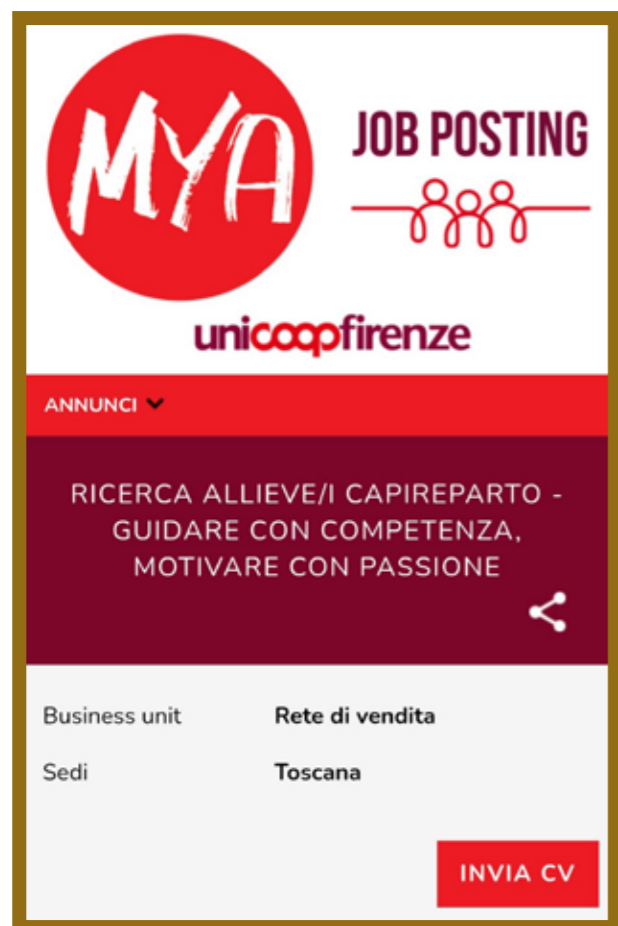 MYA
JOB POSTING
unicoopfirenze
ANNUNCI
RICERCA ALLIEVE/I CAPIREPARTO -
GUIDARE CON COMPETENZA,
MOTIVARE CON PASSIONE
Business unit Rete di vendita
Sedi Toscana
INVIA CV